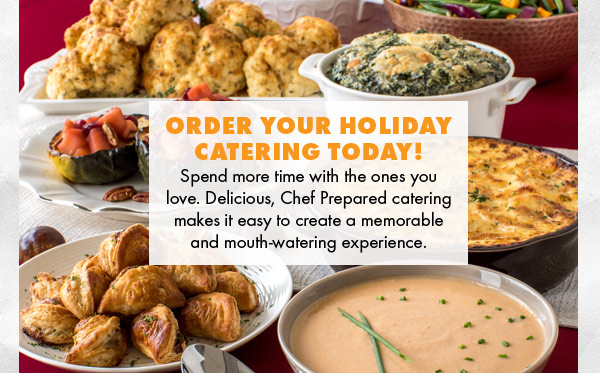 ORDER YOUR HOLIDAY
CATERING TODAY!
Spend more time with the ones you
love. Delicious, Chef Prepared catering
makes it easy to create a memorable
and mouth-watering experience.